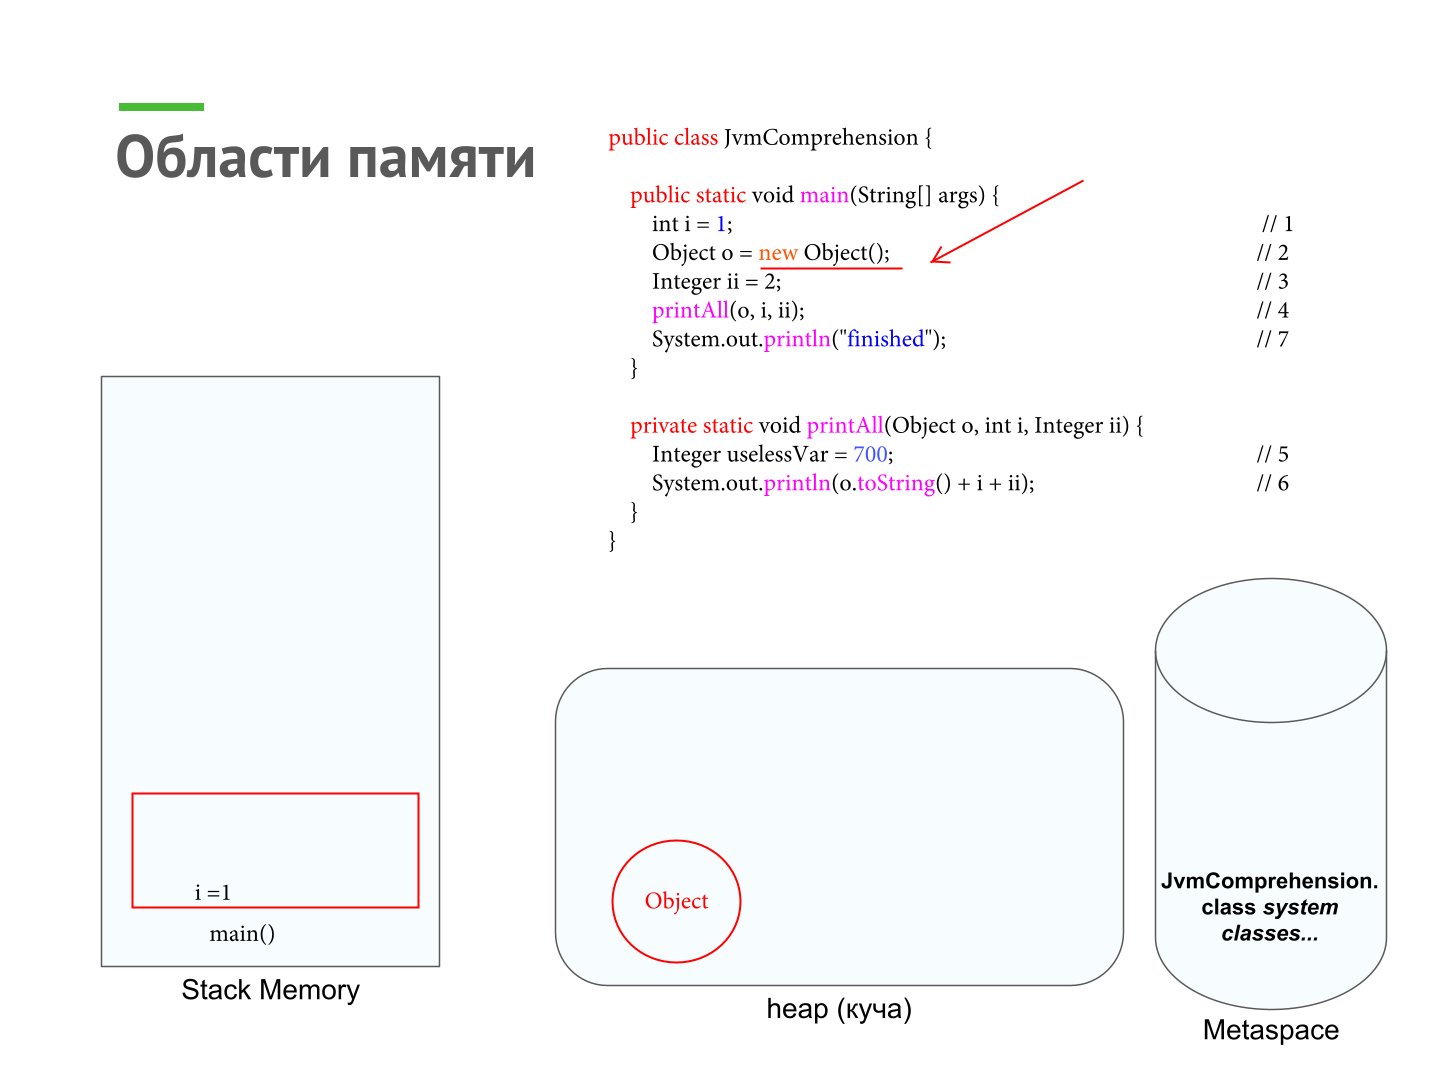 Области памяти
public class JvmComprehension {
public static void main(String[] args) {
int i = 1; // 1
Object o = new Object(); // 2
Integer ii = 2; // 3
printAll(o, i, ii); // 4
System.out.println("finished"); // 7
}
private static void printAll(Object o, int i, Integer ii) {
Integer uselessVar = 700; // 5
System.out.println(o.toString() + i + ii); // 6
}
}
i =1
main()
Stack Memory
Object
heap (куча)
JvmComprehension.
class system
classes...
Metaspace